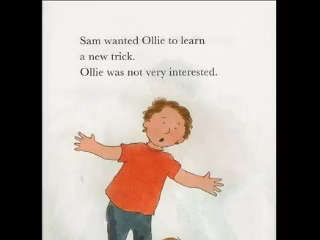 Sam wanted Ollie to learn
a new trick.
Ollie was not very interested.